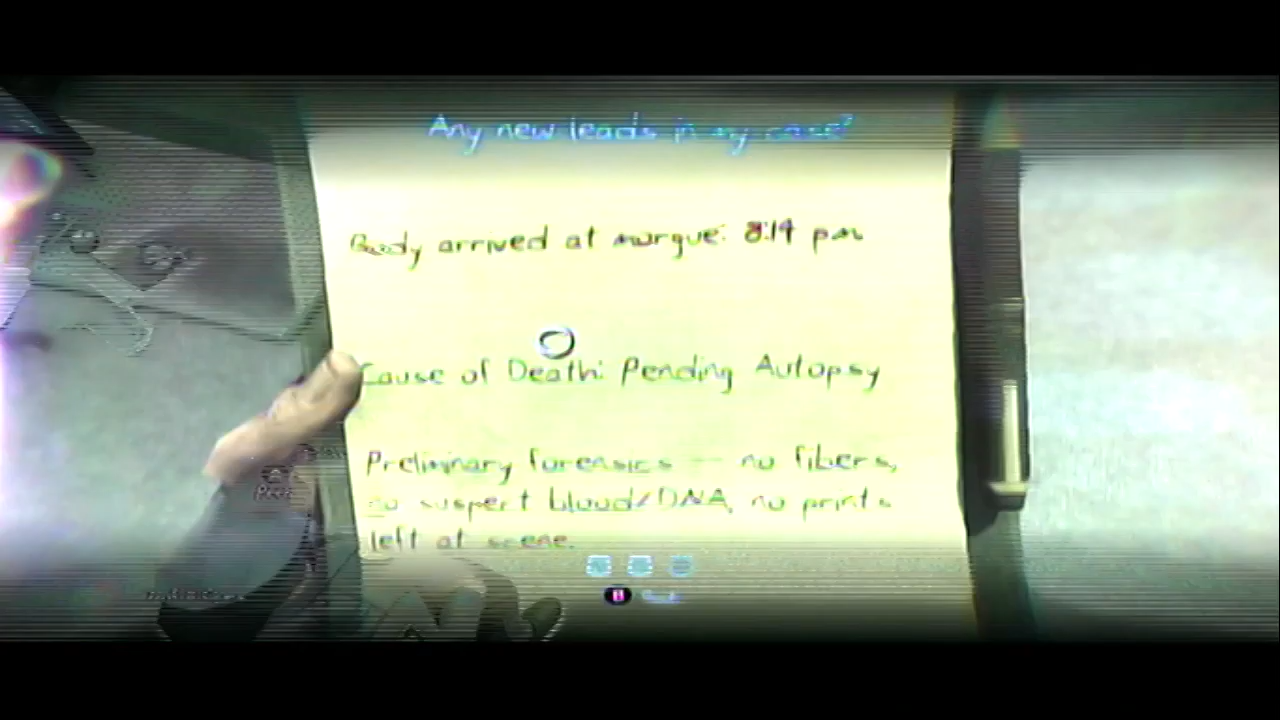 Any new leads in my case?
Body arrived at morgue: 8:14 pm
Cause of Death: Pending Autopsy
Preliminary forensics — no fibers,
no suspect blood/DNA, no prints
left at scene.